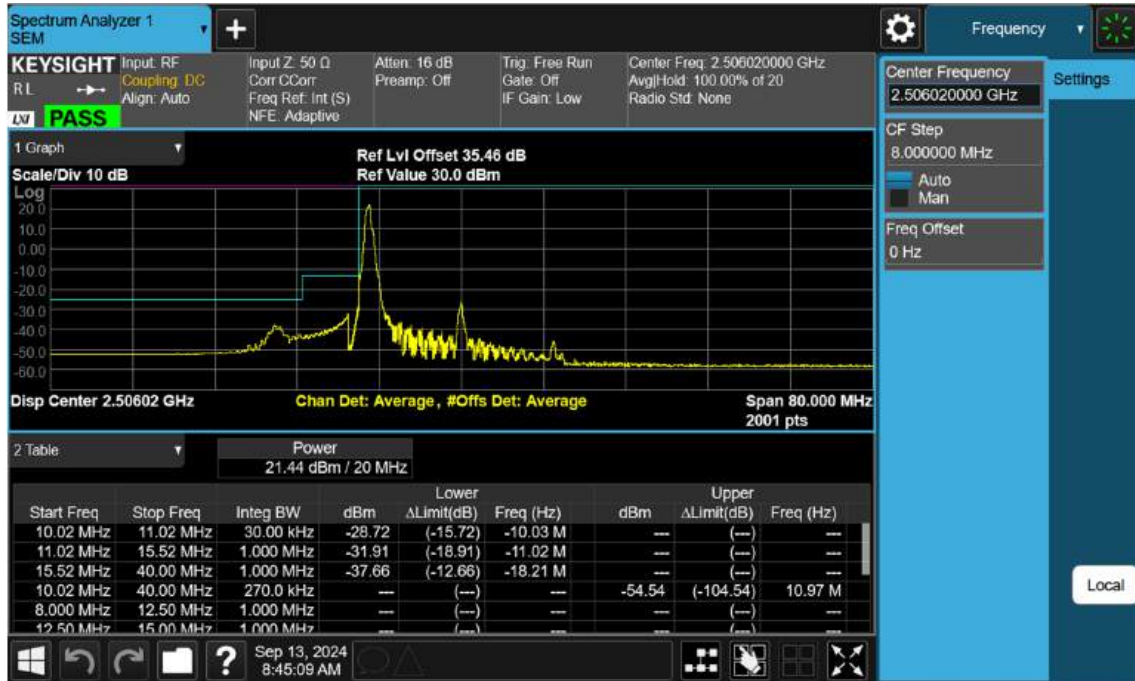 Spectrum Analyzer 1
SEM
Frequency
KEYSIGHT
R L
LXI
PASS
Input: RF
Coupling: DC
Align: Auto
Input Z: 50 Ω
Corr CCorr
Freq Ref: Int (S)
NFE: Adaptive
Atten: 16 dB
Preamp: Off
Trig: Free Run
Gate: Off
IF Gain: Low
Center Freq: 2.506020000 GHz
Avg|Hold: 100.00% of 20
Radio Std: None
Center Frequency
2.506020000 GHz
Settings
CF Step
8.000000 MHz
Auto
Man
Freq Offset
0 Hz
Local
1 Graph
Scale/Div 10 dB
Ref Lvl Offset 35.46 dB
Ref Value 30.0 dBm
Log
20.0
10.0
0.00
-10.0
-20.0
-30.0
-40.0
-50.0
-60.0
Disp Center 2.50602 GHz
Chan Det: Average, #Offs Det: Average
Span 80.000 MHz
2001 pts
2 Table
Power
21.44 dBm / 20 MHz
Lower Upper
Start Freq Stop Freq Integ BW dBm ΔLimit(dB) Freq (Hz) dBm ΔLimit(dB) Freq (Hz)
10.02 MHz 11.02 MHz 30.00 kHz -28.72 (-15.72) -10.03 M --- (---) ---
11.02 MHz 15.52 MHz 1.000 MHz -31.91 (-18.91) -11.02 M --- (---) ---
15.52 MHz 40.00 MHz 1.000 MHz -37.66 (-12.66) -18.21 M --- (---) ---
10.02 MHz 40.00 MHz 270.0 kHz --- (---) --- -54.54 (-104.54) 10.97 M
8.000 MHz 12.50 MHz 1.000 MHz --- (---) --- --- (---) ---
12.50 MHz 15.00 MHz 1.000 MHz --- (---) --- --- (---) ---
Sep 13, 2024
8:45:09 AM